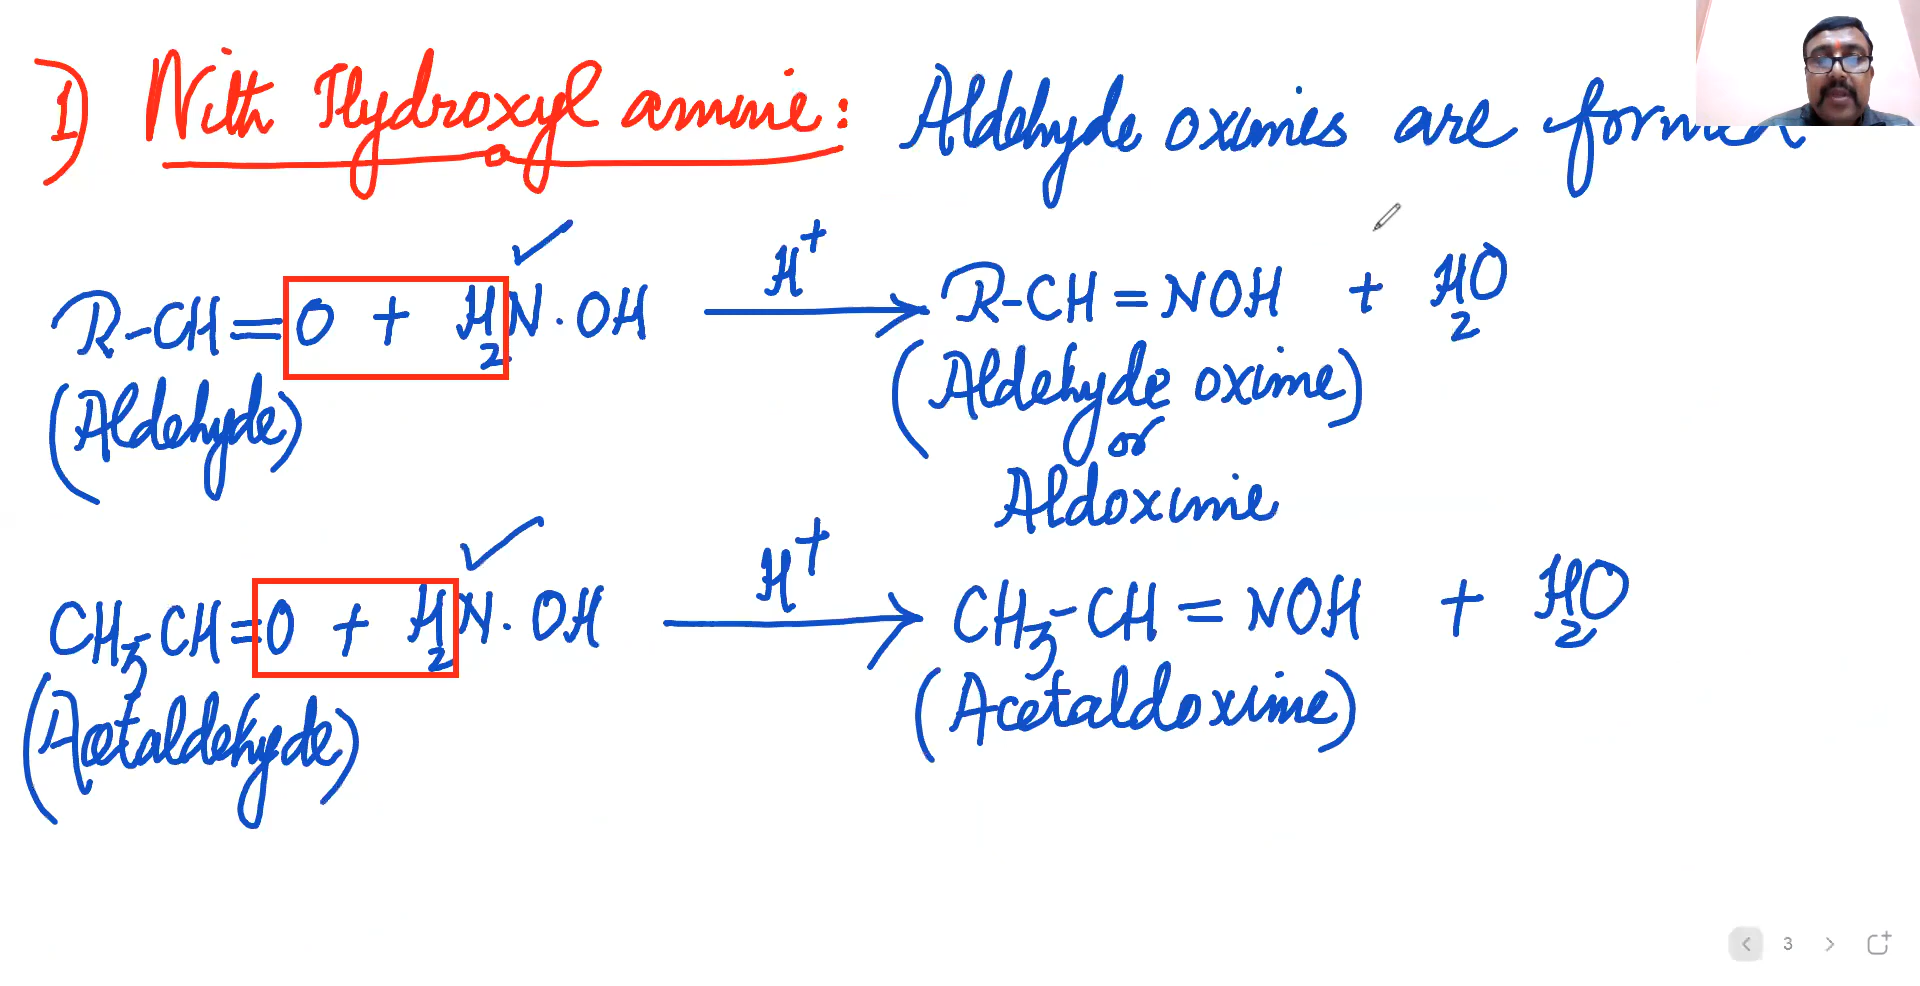 1) With Hydroxyl amine: Aldehyde oximes are formed
R-CH=O + H₂N.OH H⁺ R-CH=NOH + H₂O
(Aldehyde) (Aldehyde oxime)
or
Aldoxime
CH₃-CH=O + H₂N.OH H⁺ CH₃-CH=NOH + H₂O
(Acetaldehyde) (Acetaldoxime)
3